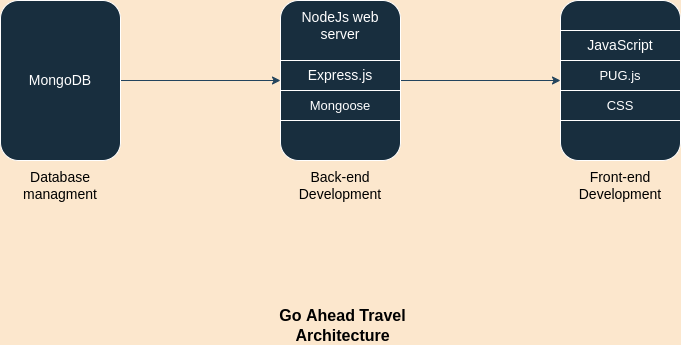 MongoDB
Database
managment
NodeJs web
server
Express.js
Mongoose
Back-end
Development
JavaScript
PUG.js
CSS
Front-end
Development
Go Ahead Travel
Architecture